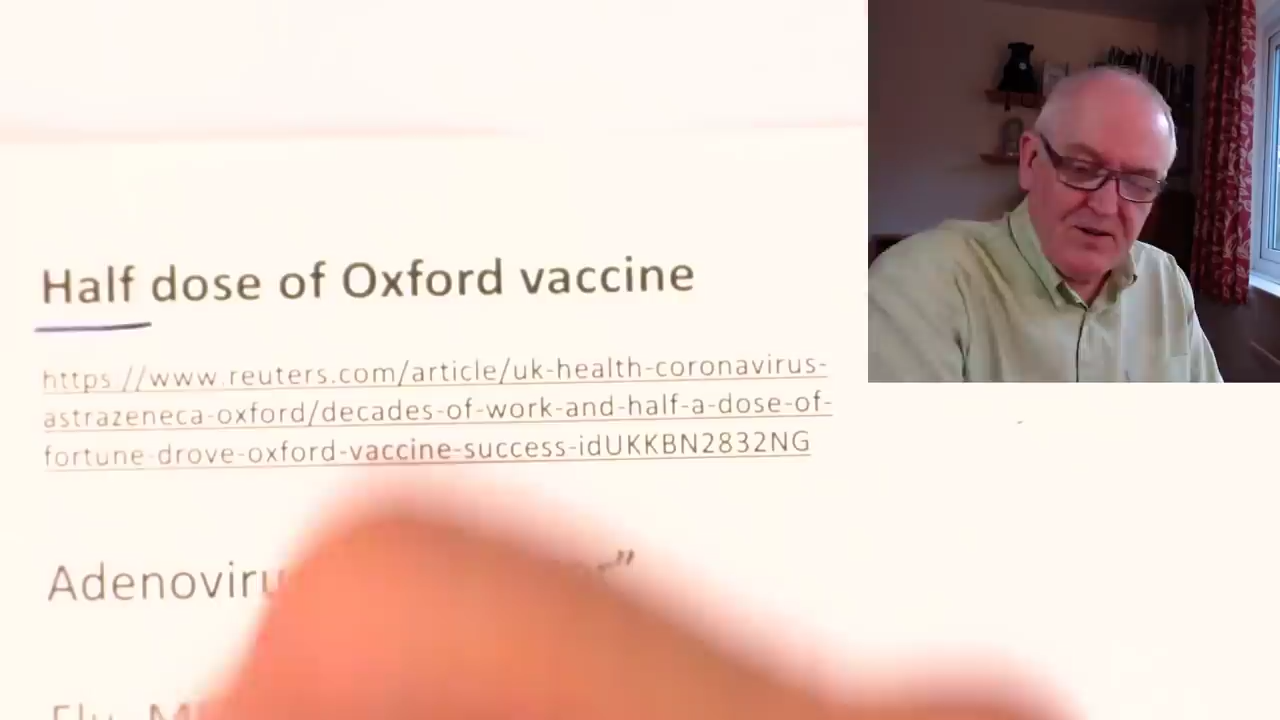 Half dose of Oxford vaccine
https://www.reuters.com/article/uk-health-coronavirus-
astrazeneca-oxford/decades-of-work-and-half-a-dose-of-
fortune-drove-oxford-vaccine-success-idUKKBN2832NG